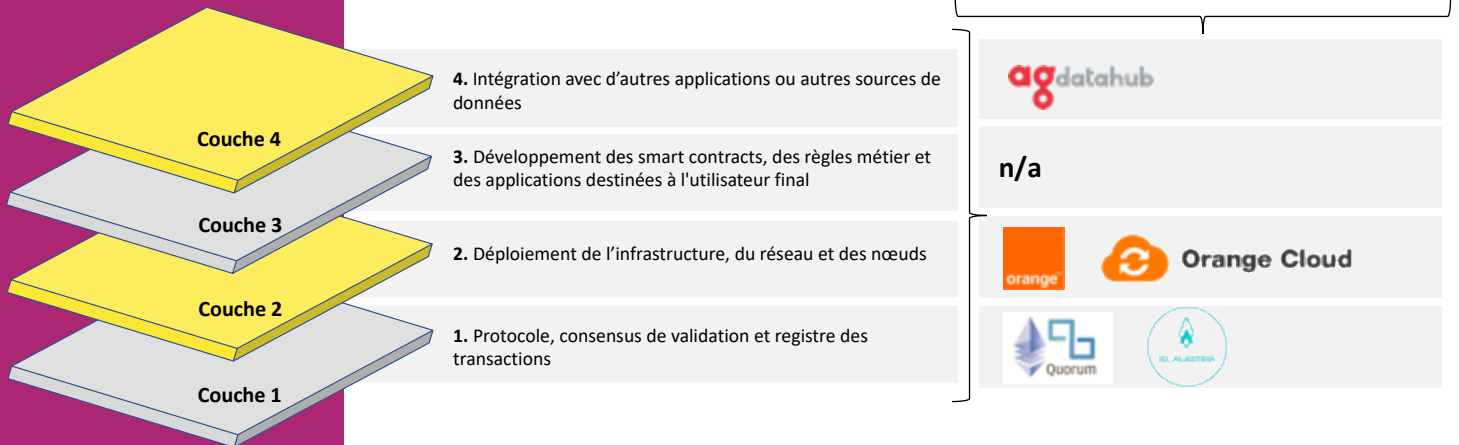 Couche 4
4. Intégration avec d’autres applications ou autres sources de
données
agdatahub
Couche 3
3. Développement des smart contracts, des règles métier et
des applications destinées à l'utilisateur final
n/a
Couche 2
2. Déploiement de l’infrastructure, du réseau et des nœuds
orange™
Orange Cloud
Couche 1
1. Protocole, consensus de validation et registre des
transactions
Quorum
ID_ALASTRIA